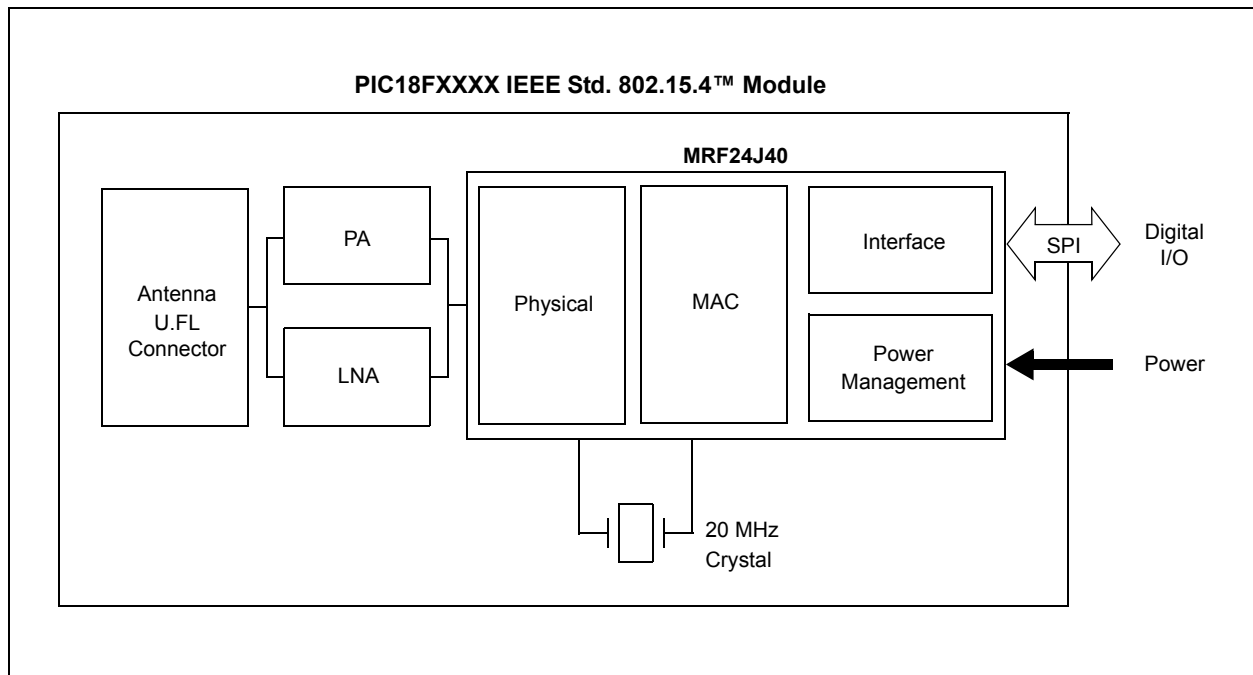 PIC18FXXXX IEEE Std. 802.15.4™ Module
MRF24J40
Antenna
U.FL
Connector
PA
LNA
Physical
MAC
Interface
Power
Management
SPI
Digital
I/O
Power
20 MHz
Crystal